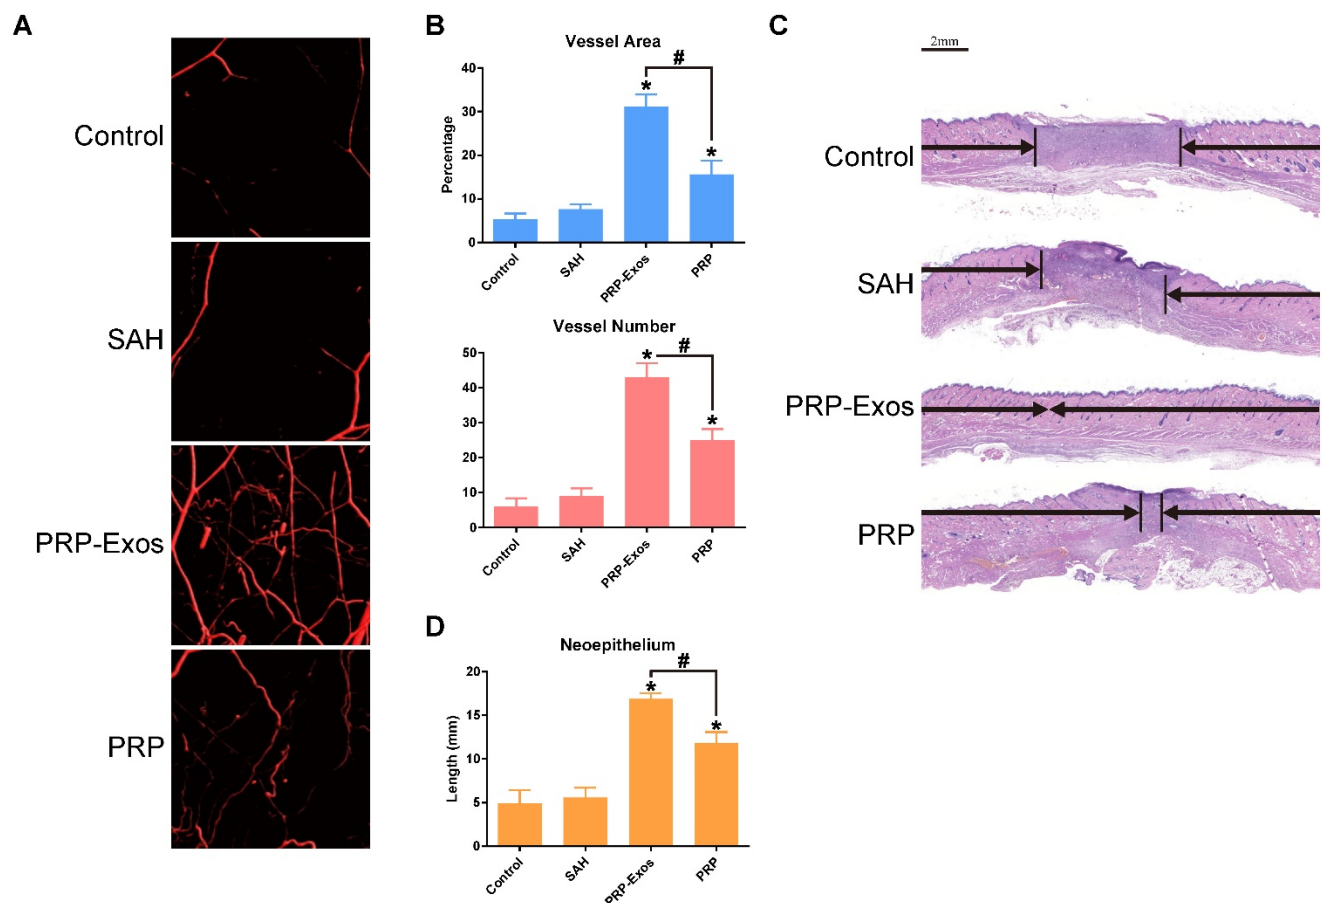 A
Control
SAH
PRP-Exos
PRP
B
Vessel Area
Percentage
40
30
20
10
0
*
#
*
Control
SAH
PRP-Exos
PRP
Vessel Number
50
40
30
20
10
0
*
#
*
Control
SAH
PRP-Exos
PRP
C
2mm
Control
SAH
PRP-Exos
PRP
D
Neoepithelium
Length (mm)
20
15
10
5
0
*
#
*
Control
SAH
PRP-Exos
PRP